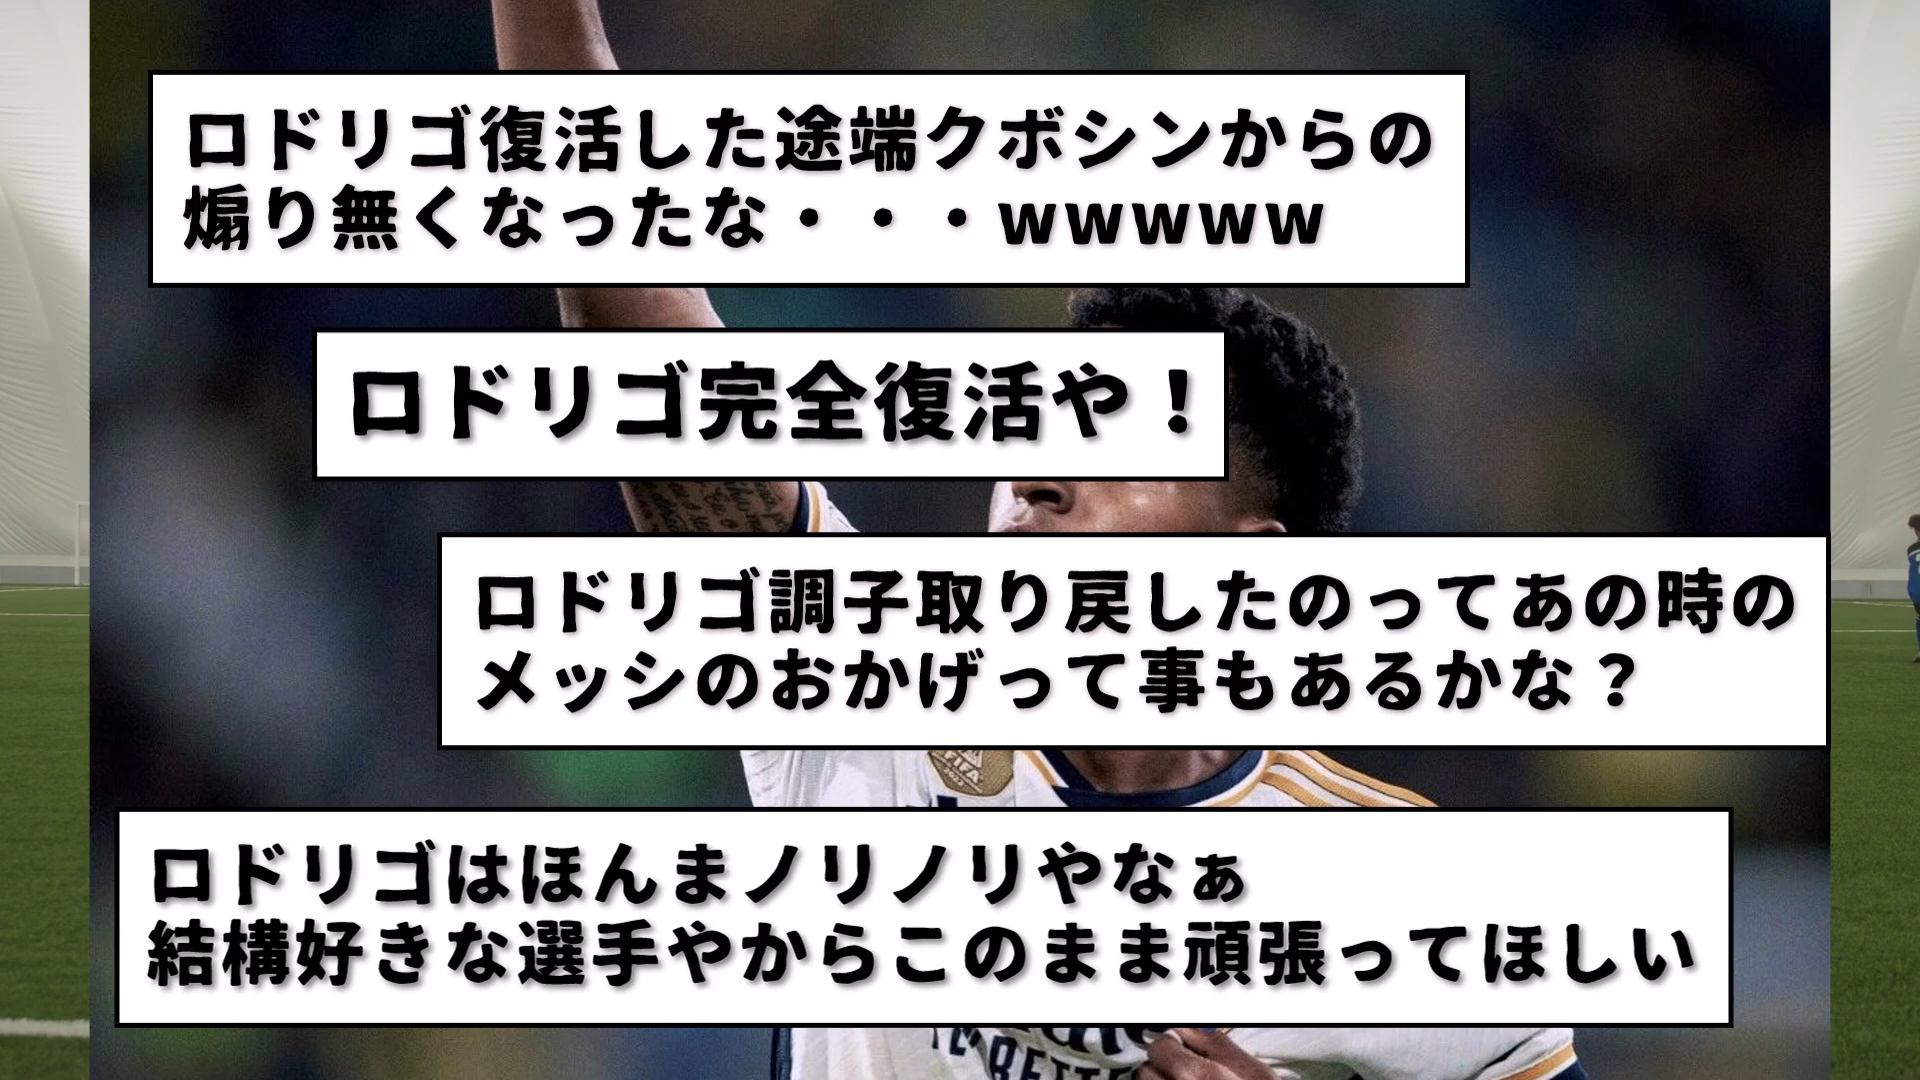 ロドリゴ復活した途端クボシンからの
煽り無くなったな・・・wwwww
ロドリゴ完全復活や！
ロドリゴ調子取り戻したのってあの時の
メッシのおかげって事もあるかな？
FIFA
ロドリゴはほんまノリノリやなぁ
結構好きな選手やからこのまま頑張ってほしい